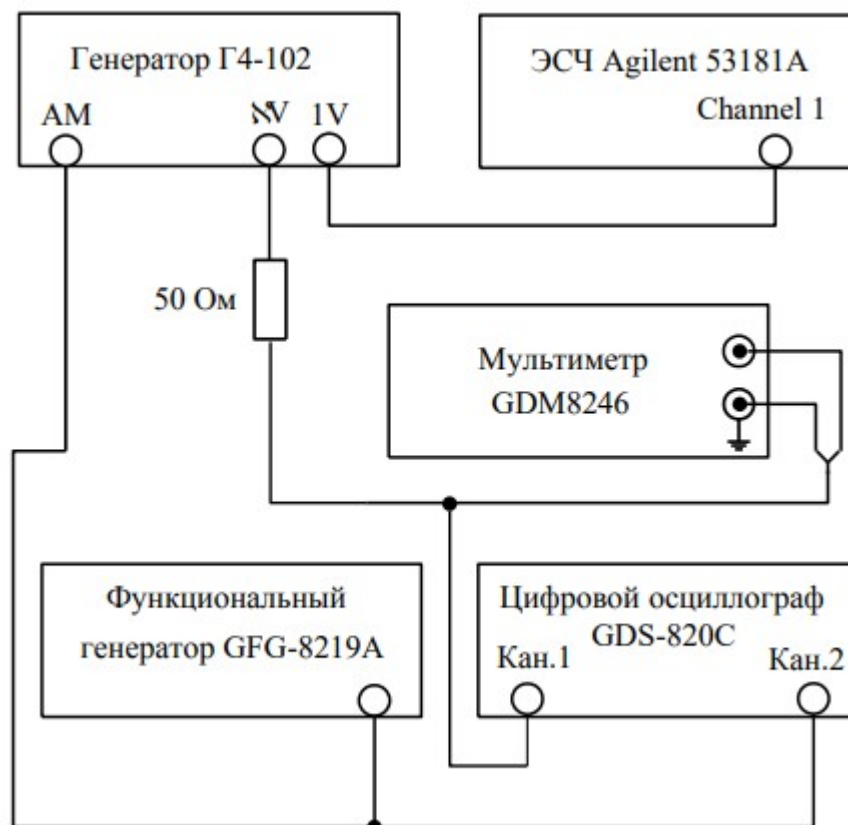 Генератор Г4-102
AM
1V
ЭСЧ Agilent 53181A
Channel 1
50 Ом
Мультиметр
GDM8246
Функциональный
генератор GFG-8219A
Цифровой осциллограф
GDS-820C
Кан.1
Кан.2